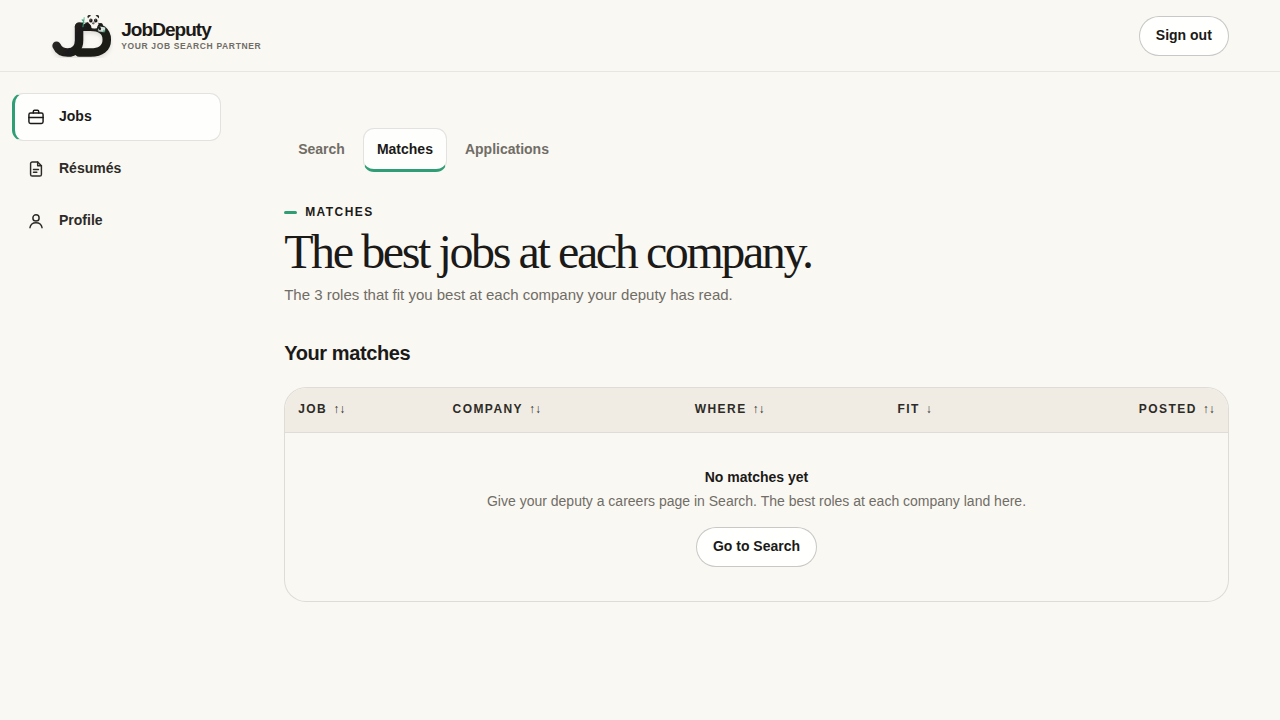 JobDeputy
YOUR JOB SEARCH PARTNER
Sign out
Jobs
Résumés
Profile
Search
Matches
Applications
MATCHES
The best jobs at each company.
The 3 roles that fit you best at each company your deputy has read.
Your matches
JOB ↑↓ COMPANY ↑↓ WHERE ↑↓ FIT ↓ POSTED ↑↓
No matches yet
Give your deputy a careers page in Search. The best roles at each company land here.
Go to Search